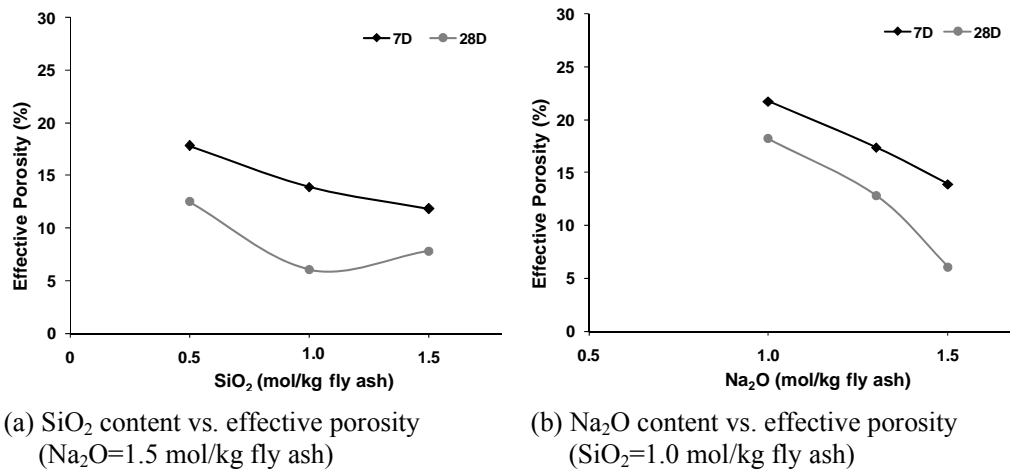 30
25
20
15
10
5
0
Effective Porosity (%)
7D 28D
0 0.5 1.0 1.5
SiO₂ (mol/kg fly ash)
(a) SiO₂ content vs. effective porosity
(Na₂O=1.5 mol/kg fly ash)
30
25
20
15
10
5
0
Effective Porosity (%)
7D 28D
0.5 1.0 1.5
Na₂O (mol/kg fly ash)
(b) Na₂O content vs. effective porosity
(SiO₂=1.0 mol/kg fly ash)